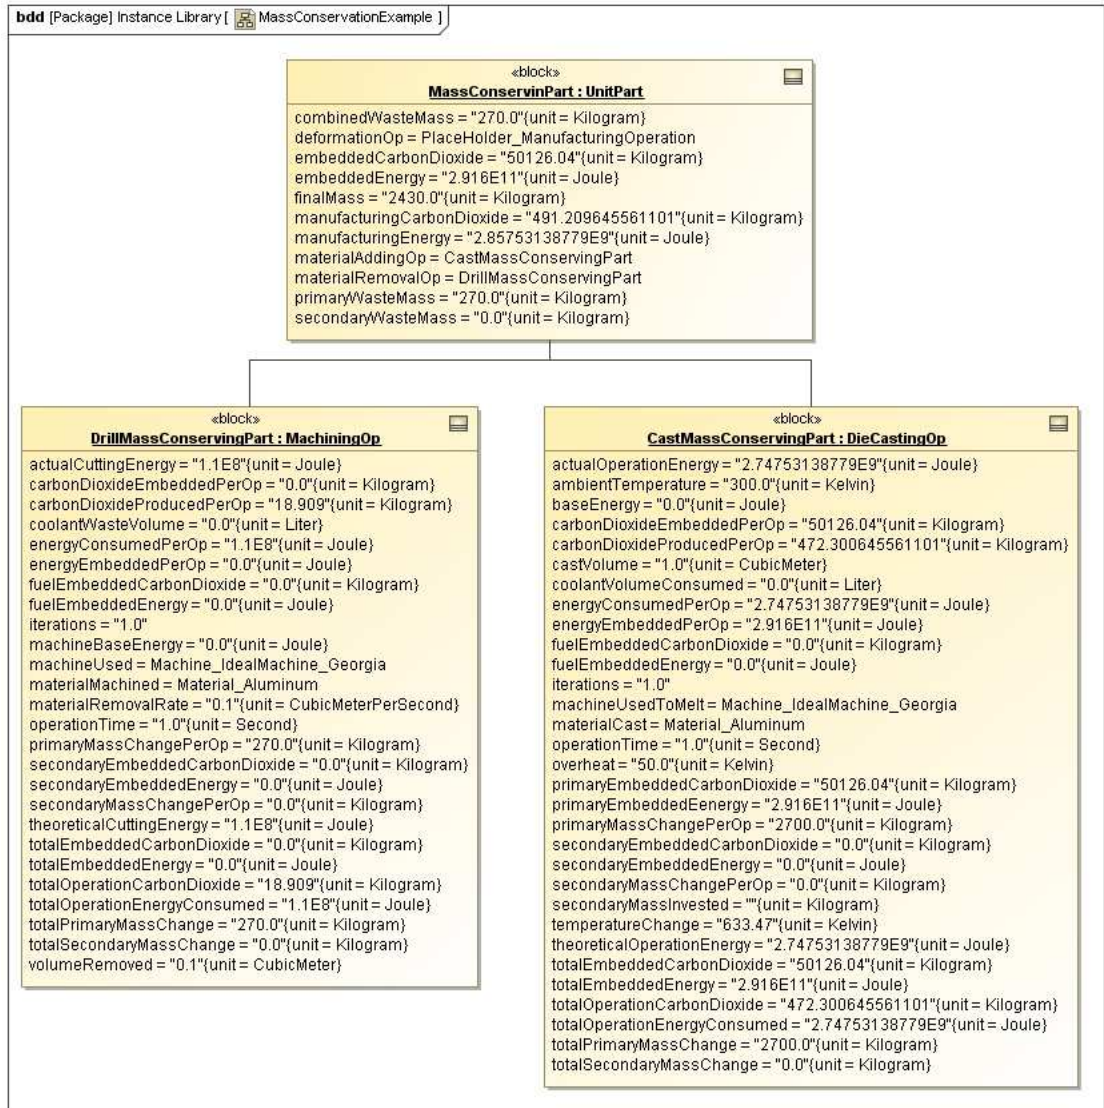 bdd [Package] Instance Library [ MassConservationExample ]
«block»
MassConservinPart : UnitPart
combinedWasteMass = "270.0"{unit = Kilogram}
deformationOp = PlaceHolder_ManufacturingOperation
embeddedCarbonDioxide = "50126.04"{unit = Kilogram}
embeddedEnergy = "2.916E11"{unit = Joule}
finalMass = "2430.0"{unit = Kilogram}
manufacturingCarbonDioxide = "491.209645561101"{unit = Kilogram}
manufacturingEnergy = "2.85753138779E9"{unit = Joule}
materialAddingOp = CastMassConservingPart
materialRemovalOp = DrillMassConservingPart
primaryWasteMass = "270.0"{unit = Kilogram}
secondaryWasteMass = "0.0"{unit = Kilogram}
«block»
DrillMassConservingPart : MachiningOp
actualCuttingEnergy = "1.1E8"{unit = Joule}
carbonDioxideEmbeddedPerOp = "0.0"{unit = Kilogram}
carbonDioxideProducedPerOp = "18.909"{unit = Kilogram}
coolantWasteVolume = "0.0"{unit = Liter}
energyConsumedPerOp = "1.1E8"{unit = Joule}
energyEmbeddedPerOp = "0.0"{unit = Joule}
fuelEmbeddedCarbonDioxide = "0.0"{unit = Kilogram}
fuelEmbeddedEnergy = "0.0"{unit = Joule}
iterations = "1.0"
machineBaseEnergy = "0.0"{unit = Joule}
machineUsed = Machine_IdealMachine_Georgia
materialMachined = Material_Aluminum
materialRemovalRate = "0.1"{unit = CubicMeterPerSecond}
operationTime = "1.0"{unit = Second}
primaryMassChangePerOp = "270.0"{unit = Kilogram}
secondaryEmbeddedCarbonDioxide = "0.0"{unit = Kilogram}
secondaryEmbeddedEnergy = "0.0"{unit = Joule}
secondaryMassChangePerOp = "0.0"{unit = Kilogram}
theoreticalCuttingEnergy = "1.1E8"{unit = Joule}
totalEmbeddedCarbonDioxide = "0.0"{unit = Kilogram}
totalEmbeddedEnergy = "0.0"{unit = Joule}
totalOperationCarbonDioxide = "18.909"{unit = Kilogram}
totalOperationEnergyConsumed = "1.1E8"{unit = Joule}
totalPrimaryMassChange = "270.0"{unit = Kilogram}
totalSecondaryMassChange = "0.0"{unit = Kilogram}
volumeRemoved = "0.1"{unit = CubicMeter}
«block»
CastMassConservingPart : DieCastingOp
actualOperationEnergy = "2.74753138779E9"{unit = Joule}
ambientTemperature = "300.0"{unit = Kelvin}
baseEnergy = "0.0"{unit = Joule}
carbonDioxideEmbeddedPerOp = "50126.04"{unit = Kilogram}
carbonDioxideProducedPerOp = "472.300645561101"{unit = Kilogram}
castVolume = "1.0"{unit = CubicMeter}
coolantVolumeConsumed = "0.0"{unit = Liter}
energyConsumedPerOp = "2.74753138779E9"{unit = Joule}
energyEmbeddedPerOp = "2.916E11"{unit = Joule}
fuelEmbeddedCarbonDioxide = "0.0"{unit = Kilogram}
fuelEmbeddedEnergy = "0.0"{unit = Joule}
iterations = "1.0"
machineUsedToMelt = Machine_IdealMachine_Georgia
materialCast = Material_Aluminum
operationTime = "1.0"{unit = Second}
overheat = "50.0"{unit = Kelvin}
primaryEmbeddedCarbonDioxide = "50126.04"{unit = Kilogram}
primaryEmbeddedEenergy = "2.916E11"{unit = Joule}
primaryMassChangePerOp = "2700.0"{unit = Kilogram}
secondaryEmbeddedCarbonDioxide = "0.0"{unit = Kilogram}
secondaryEmbeddedEnergy = "0.0"{unit = Joule}
secondaryMassChangePerOp = "0.0"{unit = Kilogram}
secondaryMassInvested = ""{unit = Kilogram}
temperatureChange = "633.47"{unit = Kelvin}
theoreticalOperationEnergy = "2.74753138779E9"{unit = Joule}
totalEmbeddedCarbonDioxide = "50126.04"{unit = Kilogram}
totalEmbeddedEnergy = "2.916E11"{unit = Joule}
totalOperationCarbonDioxide = "472.300645561101"{unit = Kilogram}
totalOperationEnergyConsumed = "2.74753138779E9"{unit = Joule}
totalPrimaryMassChange = "2700.0"{unit = Kilogram}
totalSecondaryMassChange = "0.0"{unit = Kilogram}